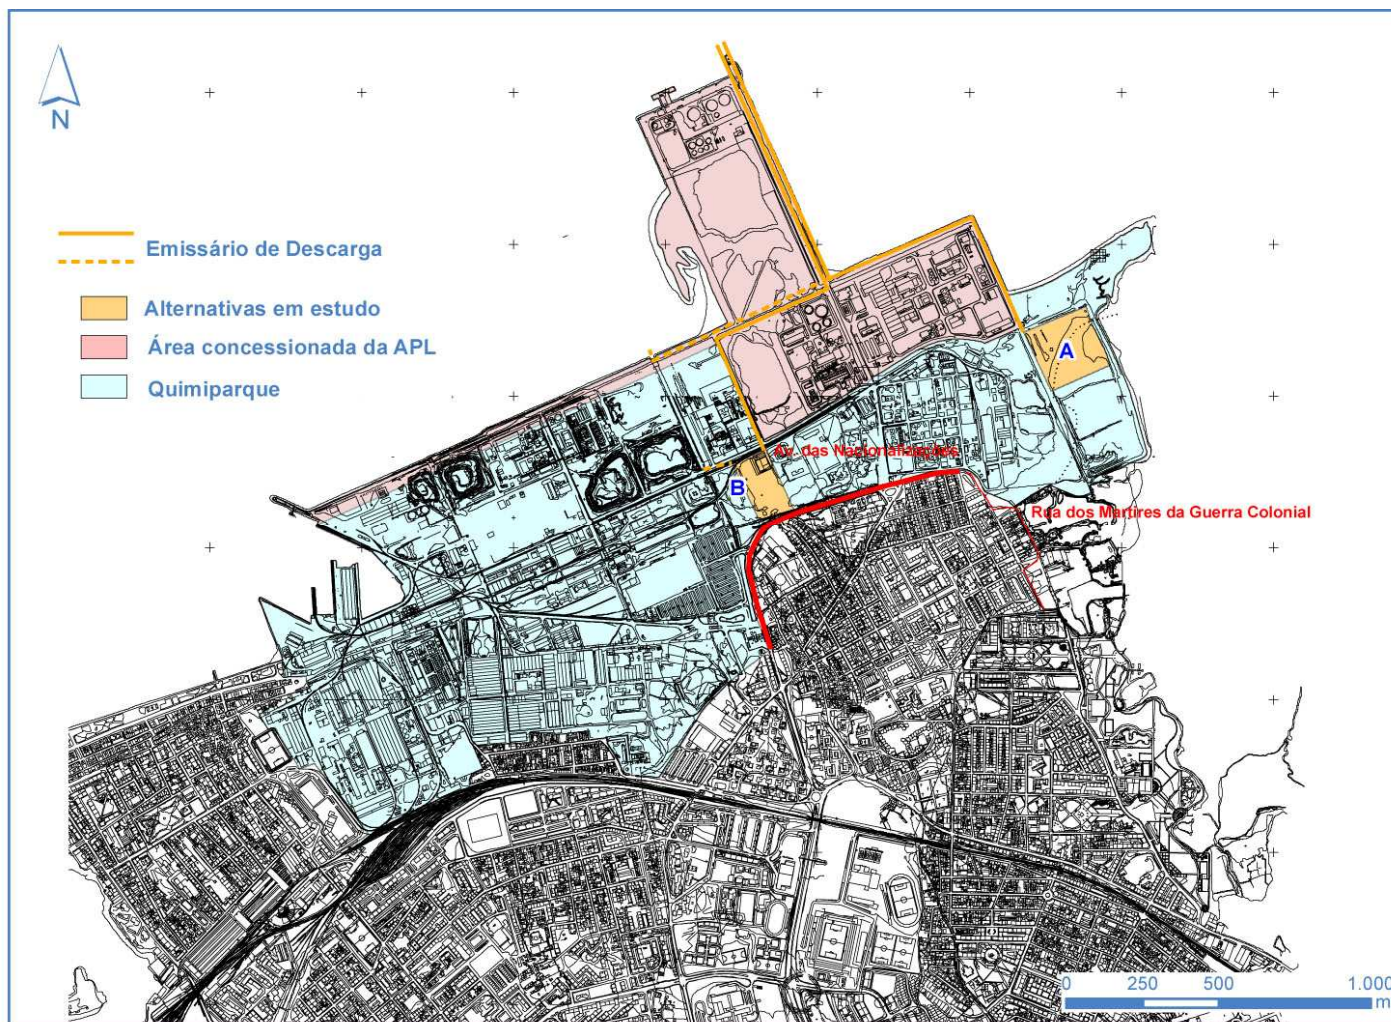 N
Emissário de Descarga
Alternativas em estudo
Área concessionada da APL
Quimiparque
A
Av. das Nacionalizações
B
Rua dos Martires da Guerra Colonial
0 250 500 1.000
m